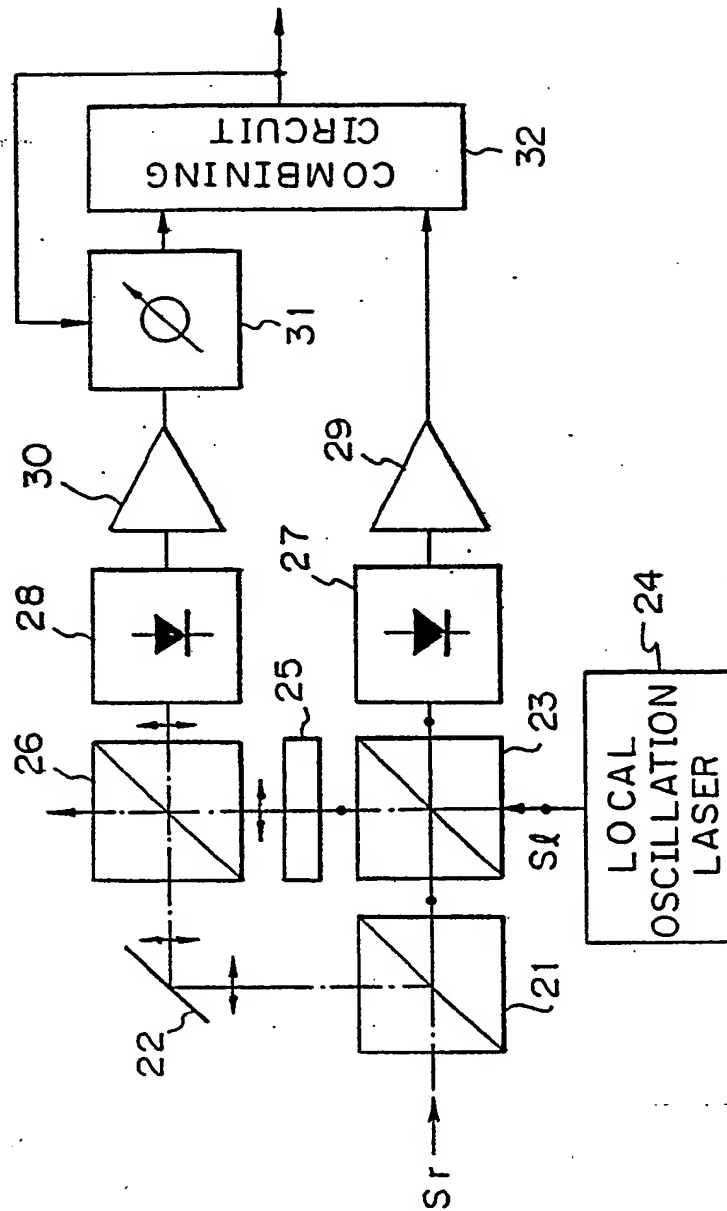 COMBINING
CIRCUIT
32
31
30
29
28
27
26
25
24
23
22
21
LOCAL
OSCILLATION
LASER
Sℓ
Sr